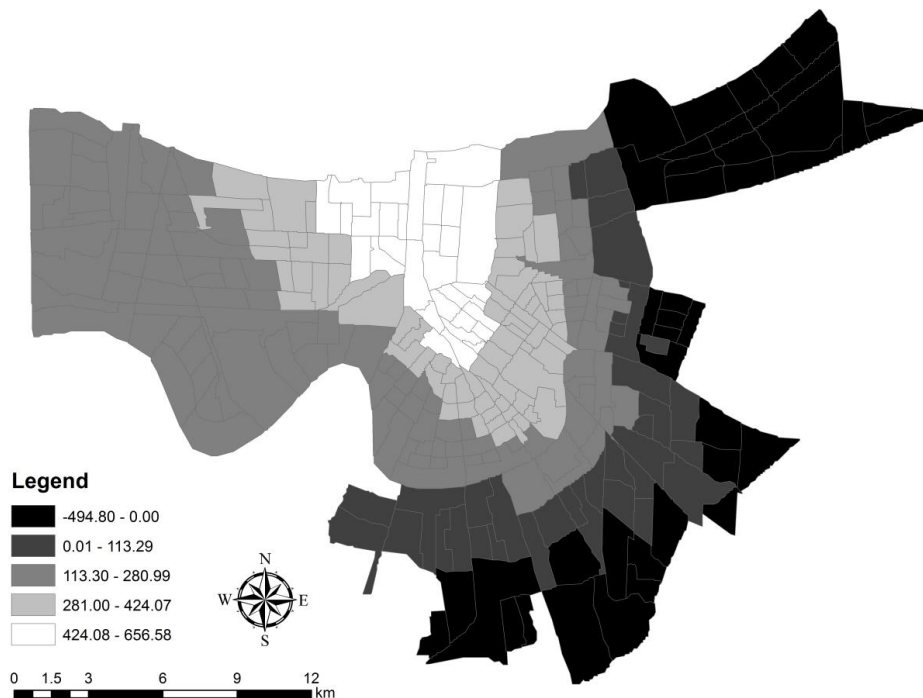 Legend
-494.80 - 0.00
0.01 - 113.29
113.30 - 280.99
281.00 - 424.07
424.08 - 656.58
N
W E
S
0 1.5 3 6 9 12
km